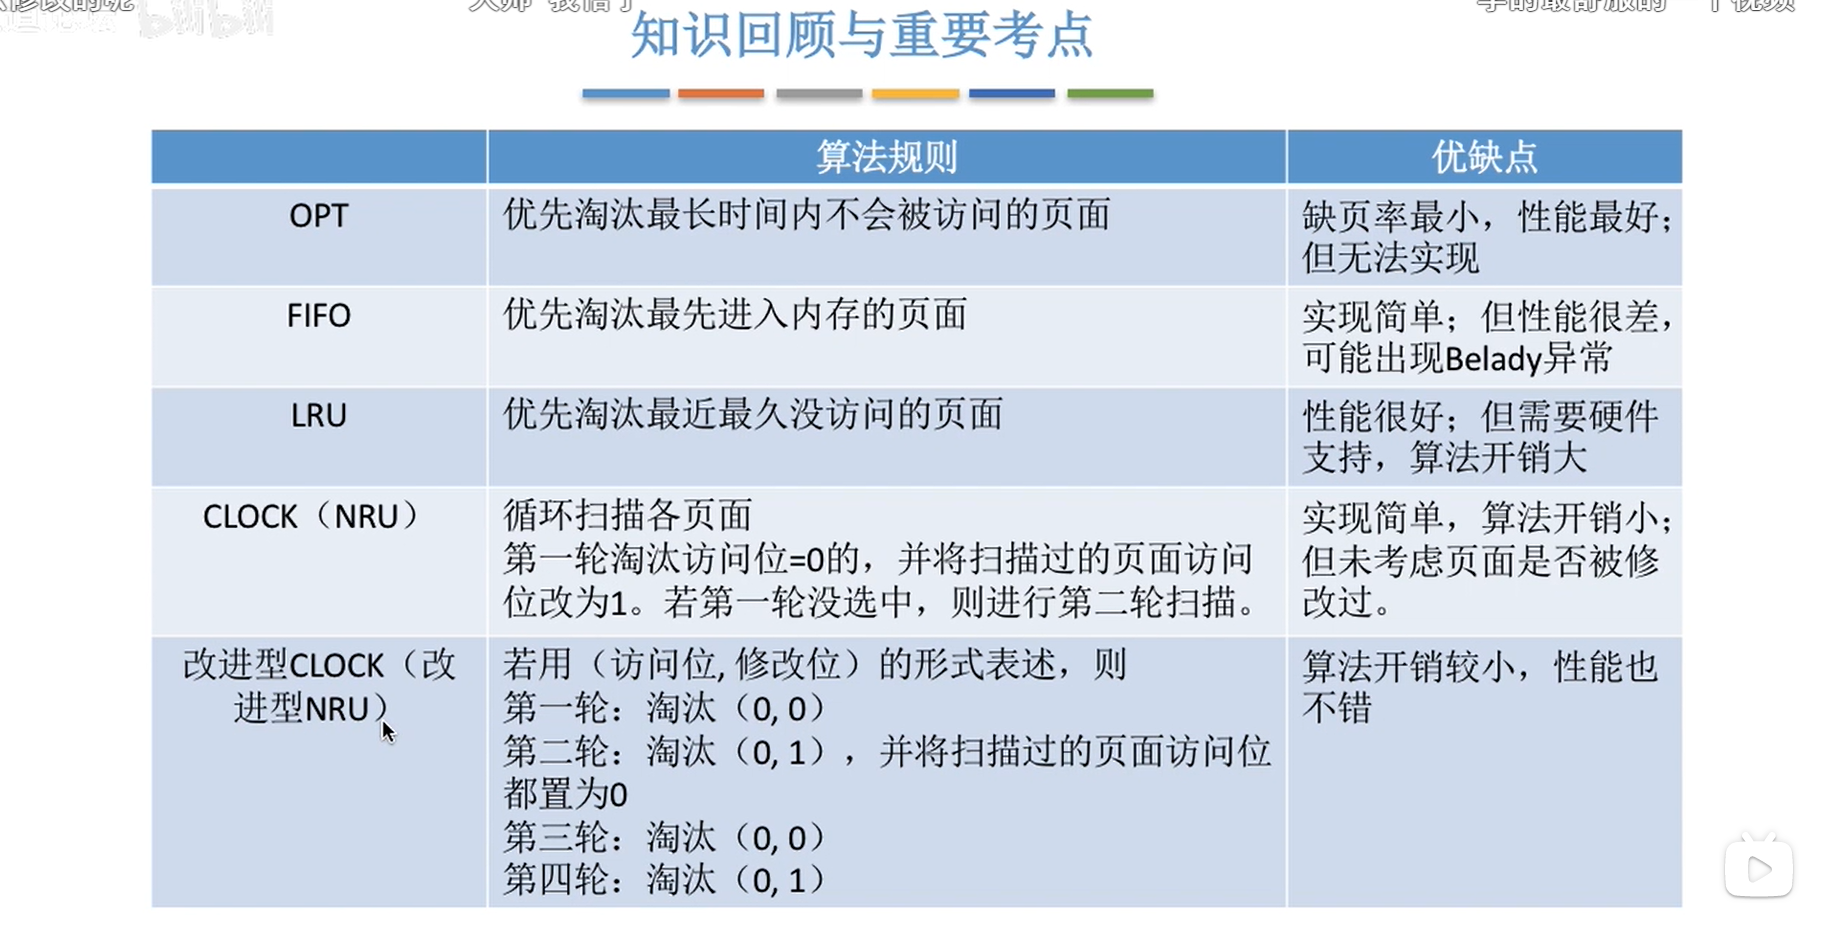 知识回顾与重要考点
算法规则
优缺点
OPT
优先淘汰最长时间内不会被访问的页面
缺页率最小，性能最好；
但无法实现
FIFO
优先淘汰最先进入内存的页面
实现简单；但性能很差，
可能出现Belady异常
LRU
优先淘汰最近最久没访问的页面
性能很好；但需要硬件
支持，算法开销大
CLOCK（NRU）
循环扫描各页面
第一轮淘汰访问位=0的，并将扫描过的页面访问
位改为1。若第一轮没选中，则进行第二轮扫描。
实现简单，算法开销小；
但未考虑页面是否被修
改过。
改进型CLOCK（改
进型NRU）
若用（访问位, 修改位）的形式表述，则
第一轮：淘汰（0, 0）
第二轮：淘汰（0, 1），并将扫描过的页面访问位
都置为0
第三轮：淘汰（0, 0）
第四轮：淘汰（0, 1）
算法开销较小，性能也
不错